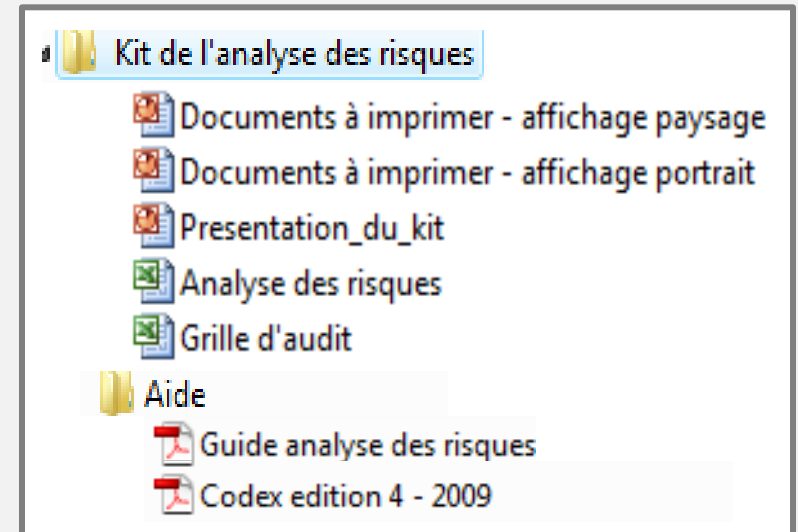 Kit de l'analyse des risques
Documents à imprimer - affichage paysage
Documents à imprimer - affichage portrait
Presentation_du_kit
Analyse des risques
Grille d'audit
Aide
Guide analyse des risques
Codex edition 4 - 2009